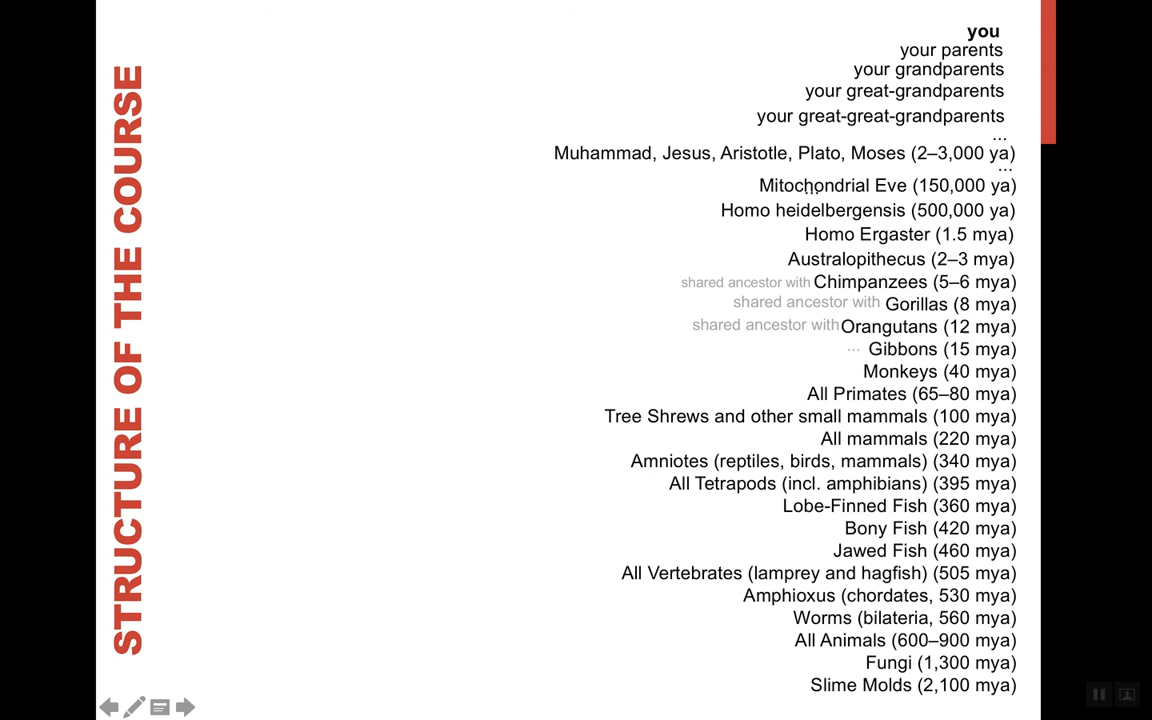 STRUCTURE OF THE COURSE
you
your parents
your grandparents
your great-grandparents
your great-great-grandparents
...
Muhammad, Jesus, Aristotle, Plato, Moses (2–3,000 ya)
...
Mitochondrial Eve (150,000 ya)
...
Homo heidelbergensis (500,000 ya)
Homo Ergaster (1.5 mya)
Australopithecus (2–3 mya)
shared ancestor with Chimpanzees (5–6 mya)
shared ancestor with Gorillas (8 mya)
shared ancestor with Orangutans (12 mya)
... Gibbons (15 mya)
Monkeys (40 mya)
All Primates (65–80 mya)
Tree Shrews and other small mammals (100 mya)
All mammals (220 mya)
Amniotes (reptiles, birds, mammals) (340 mya)
All Tetrapods (incl. amphibians) (395 mya)
Lobe-Finned Fish (360 mya)
Bony Fish (420 mya)
Jawed Fish (460 mya)
All Vertebrates (lamprey and hagfish) (505 mya)
Amphioxus (chordates, 530 mya)
Worms (bilateria, 560 mya)
All Animals (600–900 mya)
Fungi (1,300 mya)
Slime Molds (2,100 mya)